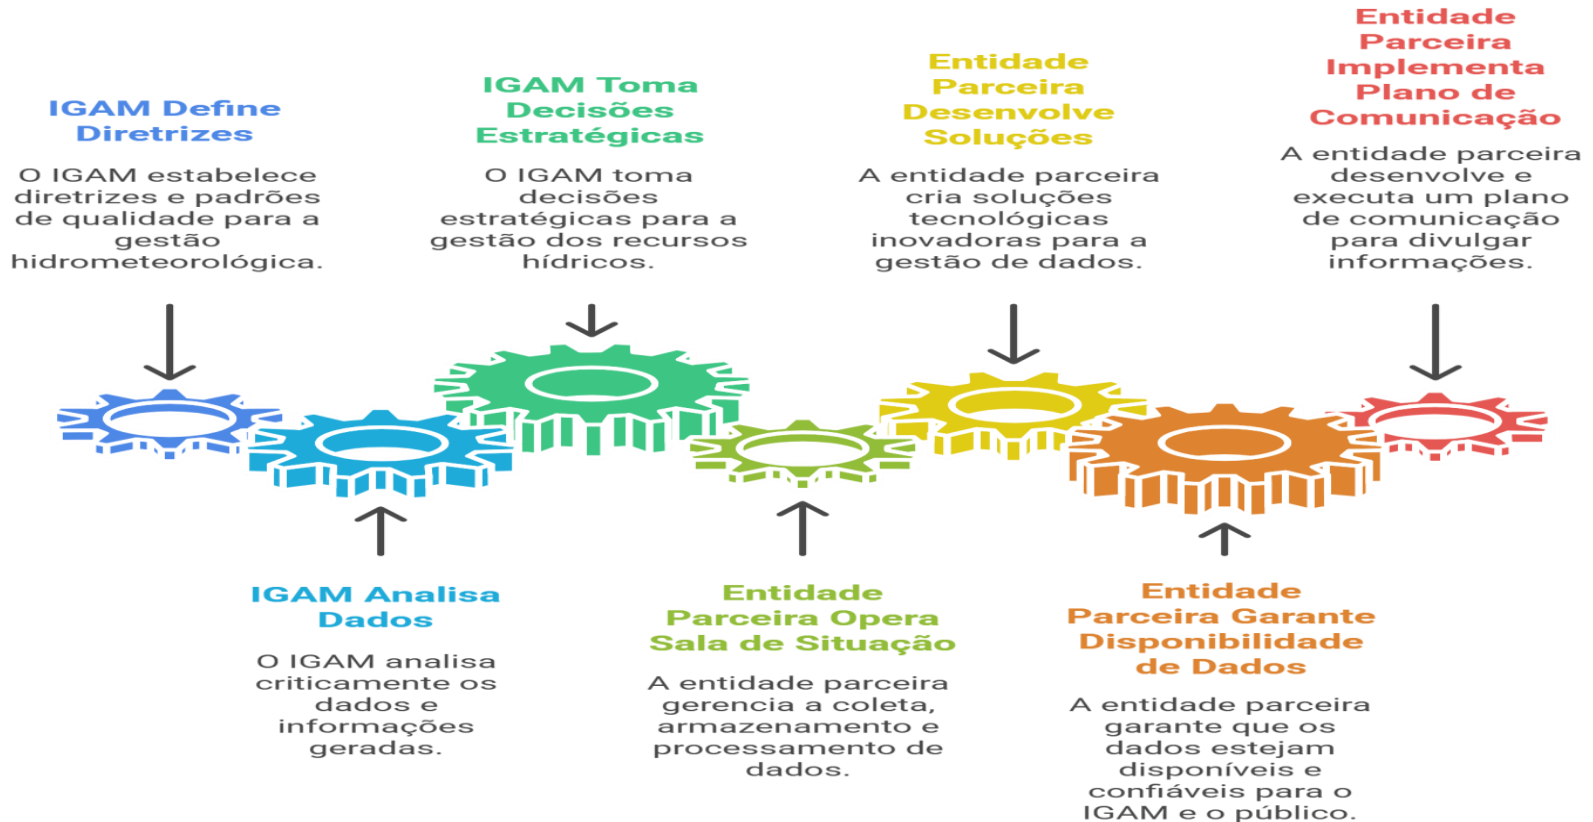 IGAM Define
Diretrizes
O IGAM estabelece
diretrizes e padrões
de qualidade para a
gestão
hidrometeorológica.
IGAM Analisa
Dados
O IGAM analisa
criticamente os
dados e
informações
geradas.
IGAM Toma
Decisões
Estratégicas
O IGAM toma
decisões
estratégicas para a
gestão dos recursos
hídricos.
Entidade
Parceira Opera
Sala de Situação
A entidade parceira
gerencia a coleta,
armazenamento e
processamento de
dados.
Entidade
Parceira
Desenvolve
Soluções
A entidade parceira
cria soluções
tecnológicas
inovadoras para a
gestão de dados.
Entidade
Parceira Garante
Disponibilidade
de Dados
A entidade parceira
garante que os
dados estejam
disponíveis e
confiáveis para o
IGAM e o público.
Entidade
Parceira
Implementa
Plano de
Comunicação
A entidade parceira
desenvolve e
executa um plano
de comunicação
para divulgar
informações.